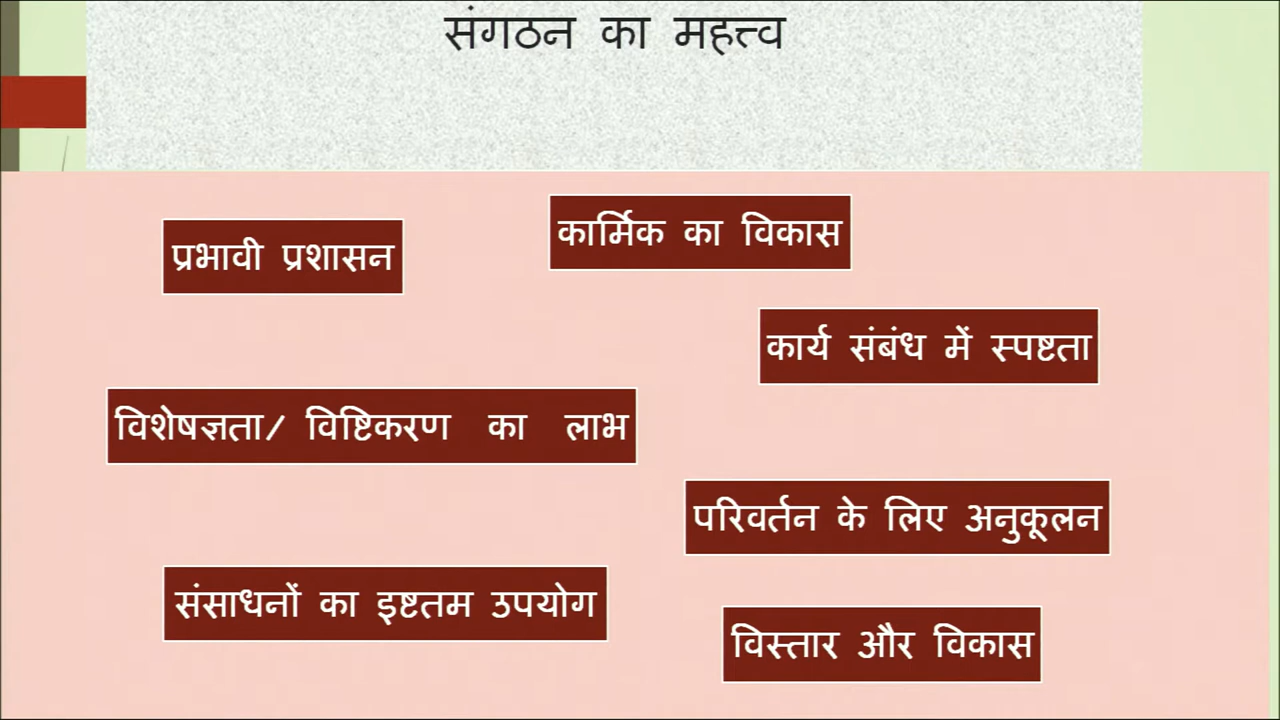 संगठन का महत्त्व
प्रभावी प्रशासन
कार्मिक का विकास
कार्य संबंध में स्पष्टता
विशेषज्ञता/ विष्टिकरण का लाभ
परिवर्तन के लिए अनुकूलन
संसाधनों का इष्टतम उपयोग
विस्तार और विकास